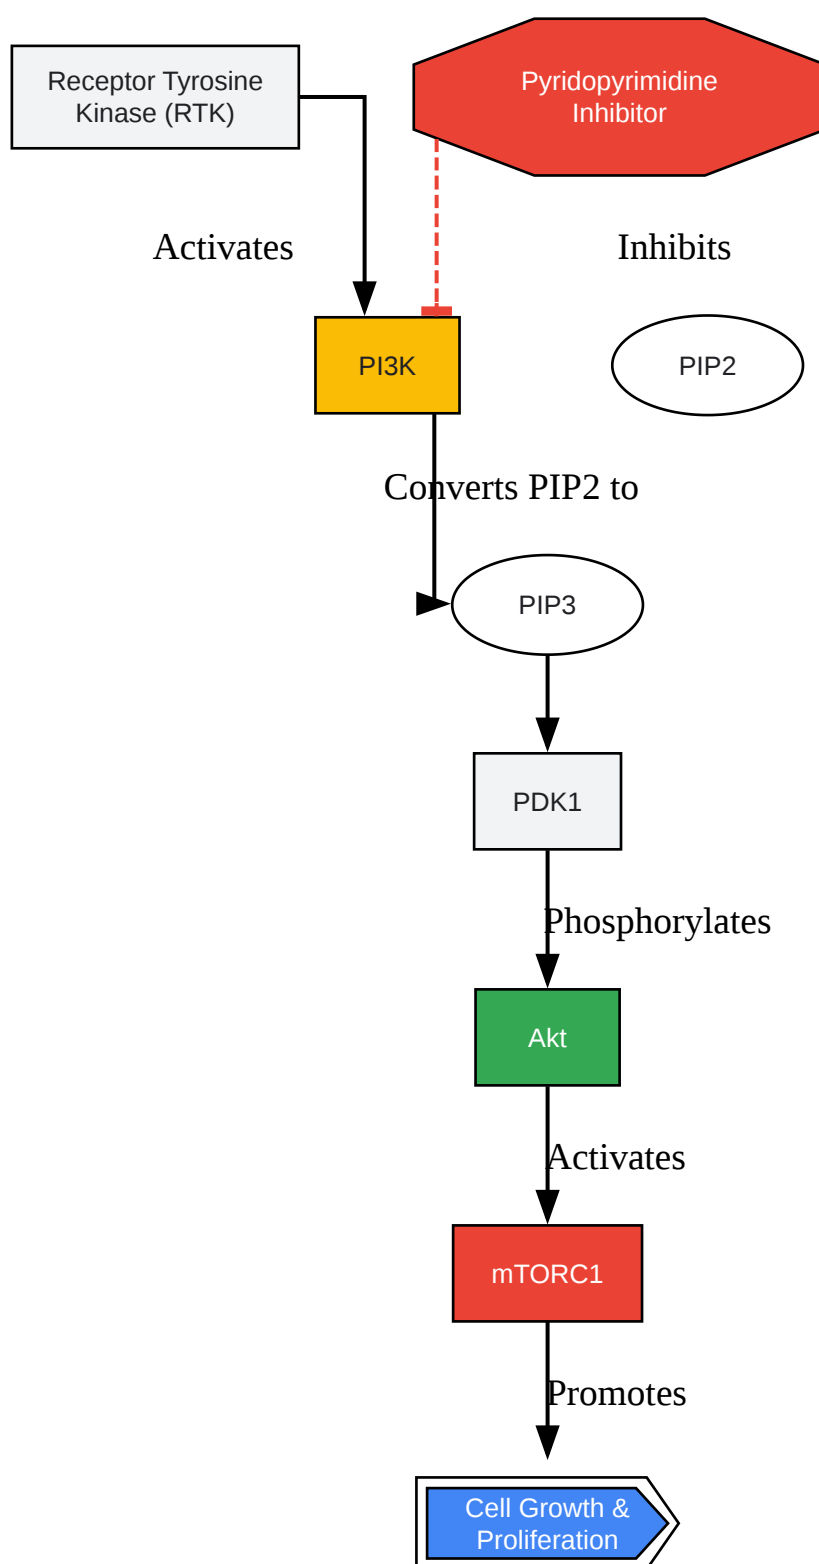 Receptor Tyrosine
Kinase (RTK)
Pyridopyrimidine
Inhibitor
Activates
Inhibits
PI3K
PIP2
Converts PIP2 to
PIP3
PDK1
Phosphorylates
Akt
Activates
mTORC1
Promotes
Cell Growth &
Proliferation